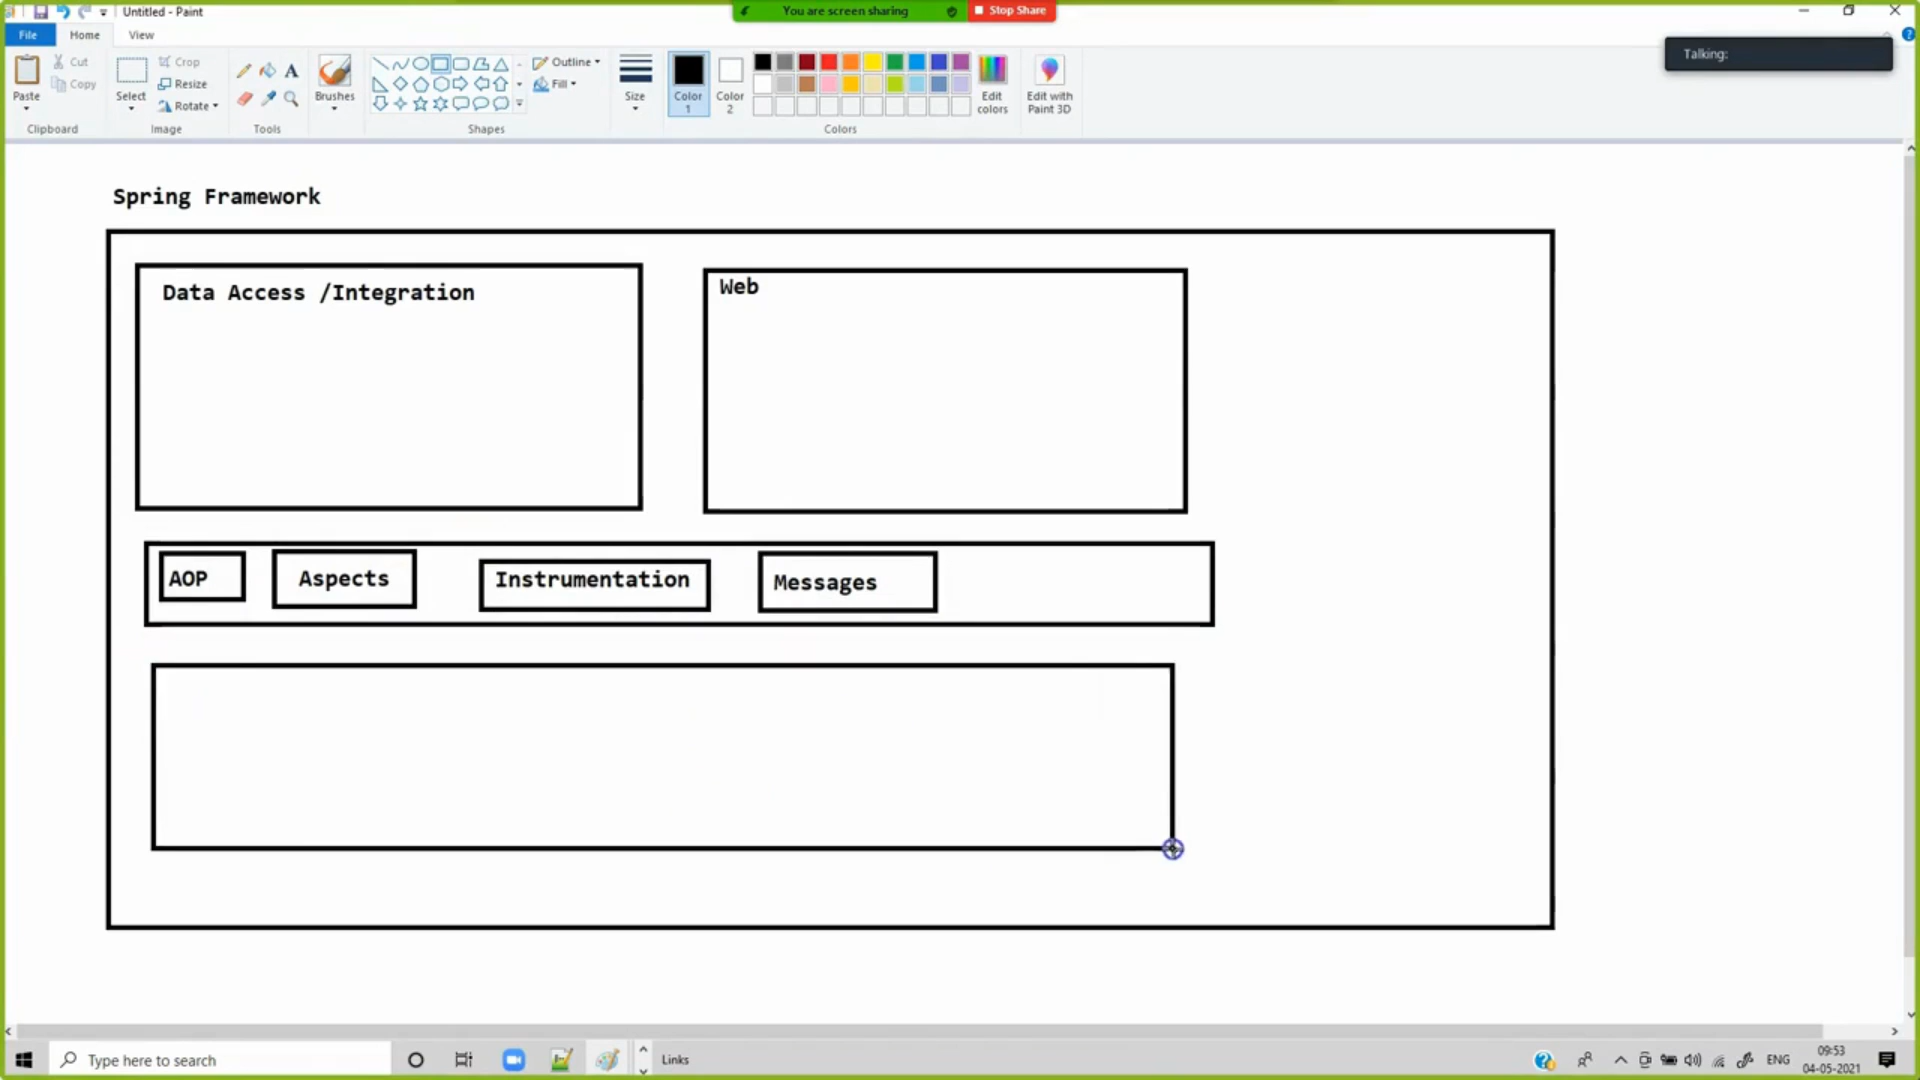 Untitled - Paint
You are screen sharing
Stop Share
File
Home
View
Talking:
Paste
Cut
Copy
Clipboard
Select
Crop
Resize
Rotate
Image
A
Tools
Brushes
Outline
Fill
Shapes
Size
Color 1
Color 2
Colors
Edit colors
Edit with Paint 3D
Spring Framework
Data Access /Integration
Web
AOP
Aspects
Instrumentation
Messages
Type here to search
Links
ENG
09:53
04-05-2021